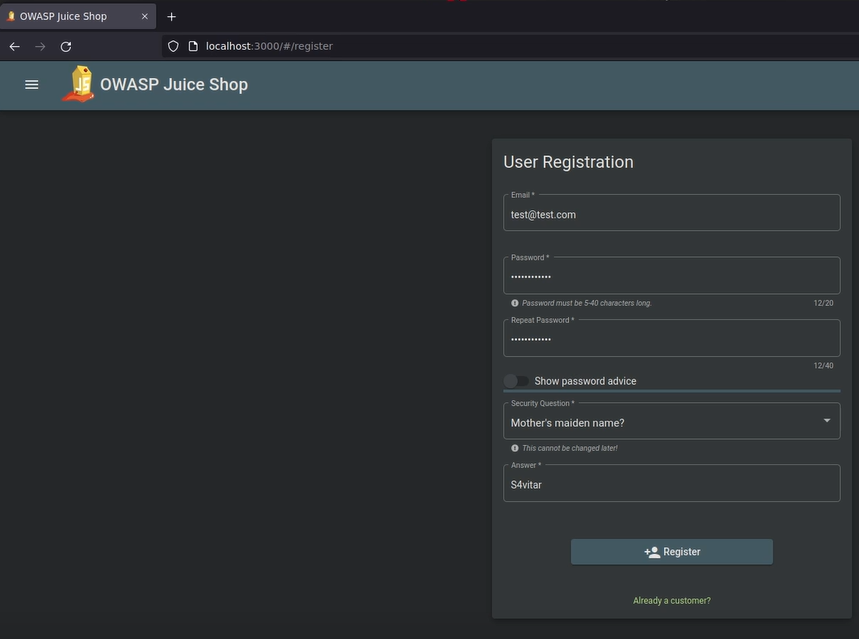 OWASP Juice Shop
localhost:3000/#/register
JS
OWASP Juice Shop
User Registration
Email *
test@test.com
Password *
••••••••••••
Password must be 5-40 characters long.
12/20
Repeat Password *
••••••••••••
12/40
Show password advice
Security Question *
Mother's maiden name?
This cannot be changed later!
Answer *
S4vitar
Register
Already a customer?